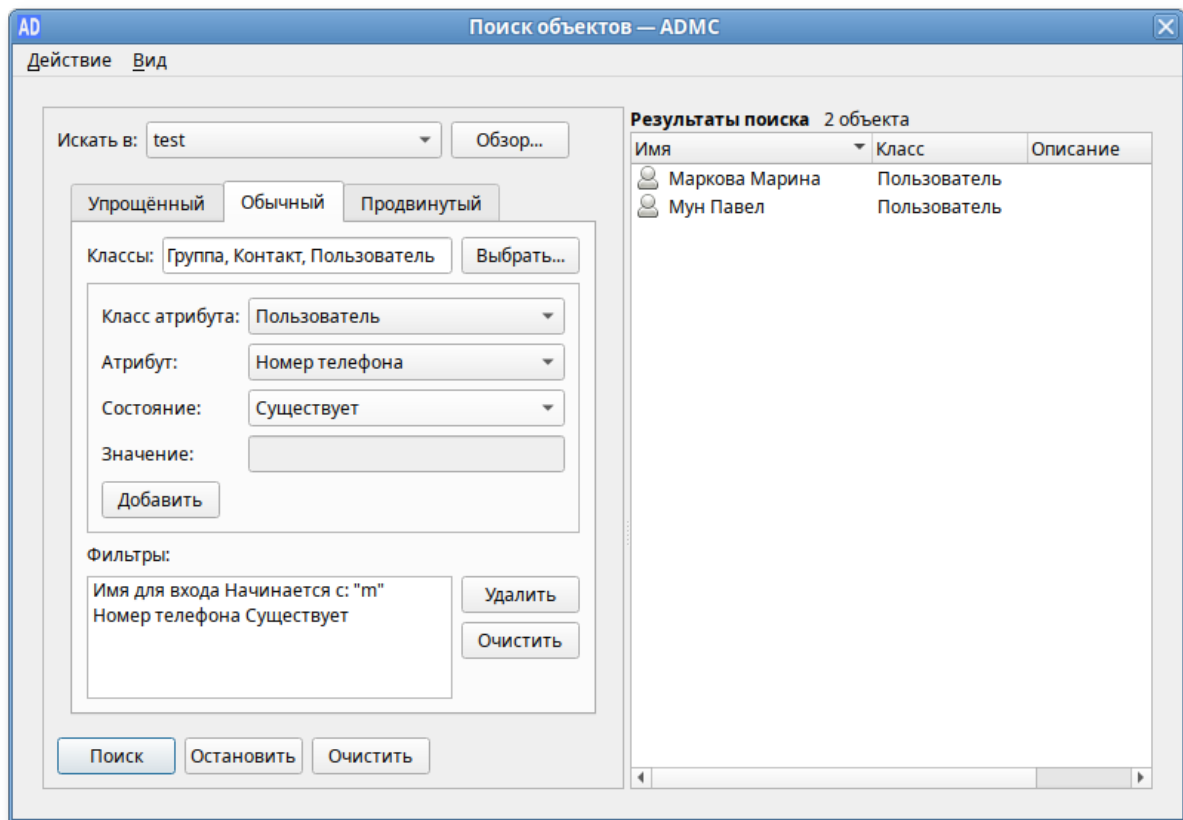 AD Поиск объектов — ADMC
Действие Вид
Искать в: test Обзор...
Упрощённый Обычный Продвинутый
Классы: Группа, Контакт, Пользователь Выбрать...
Класс атрибута: Пользователь
Атрибут: Номер телефона
Состояние: Существует
Значение:
Добавить
Фильтры:
Имя для входа Начинается с: "m"
Номер телефона Существует
Удалить
Очистить
Поиск Остановить Очистить
Результаты поиска 2 объекта
Имя Класс Описание
Маркова Марина Пользователь
Мун Павел Пользователь